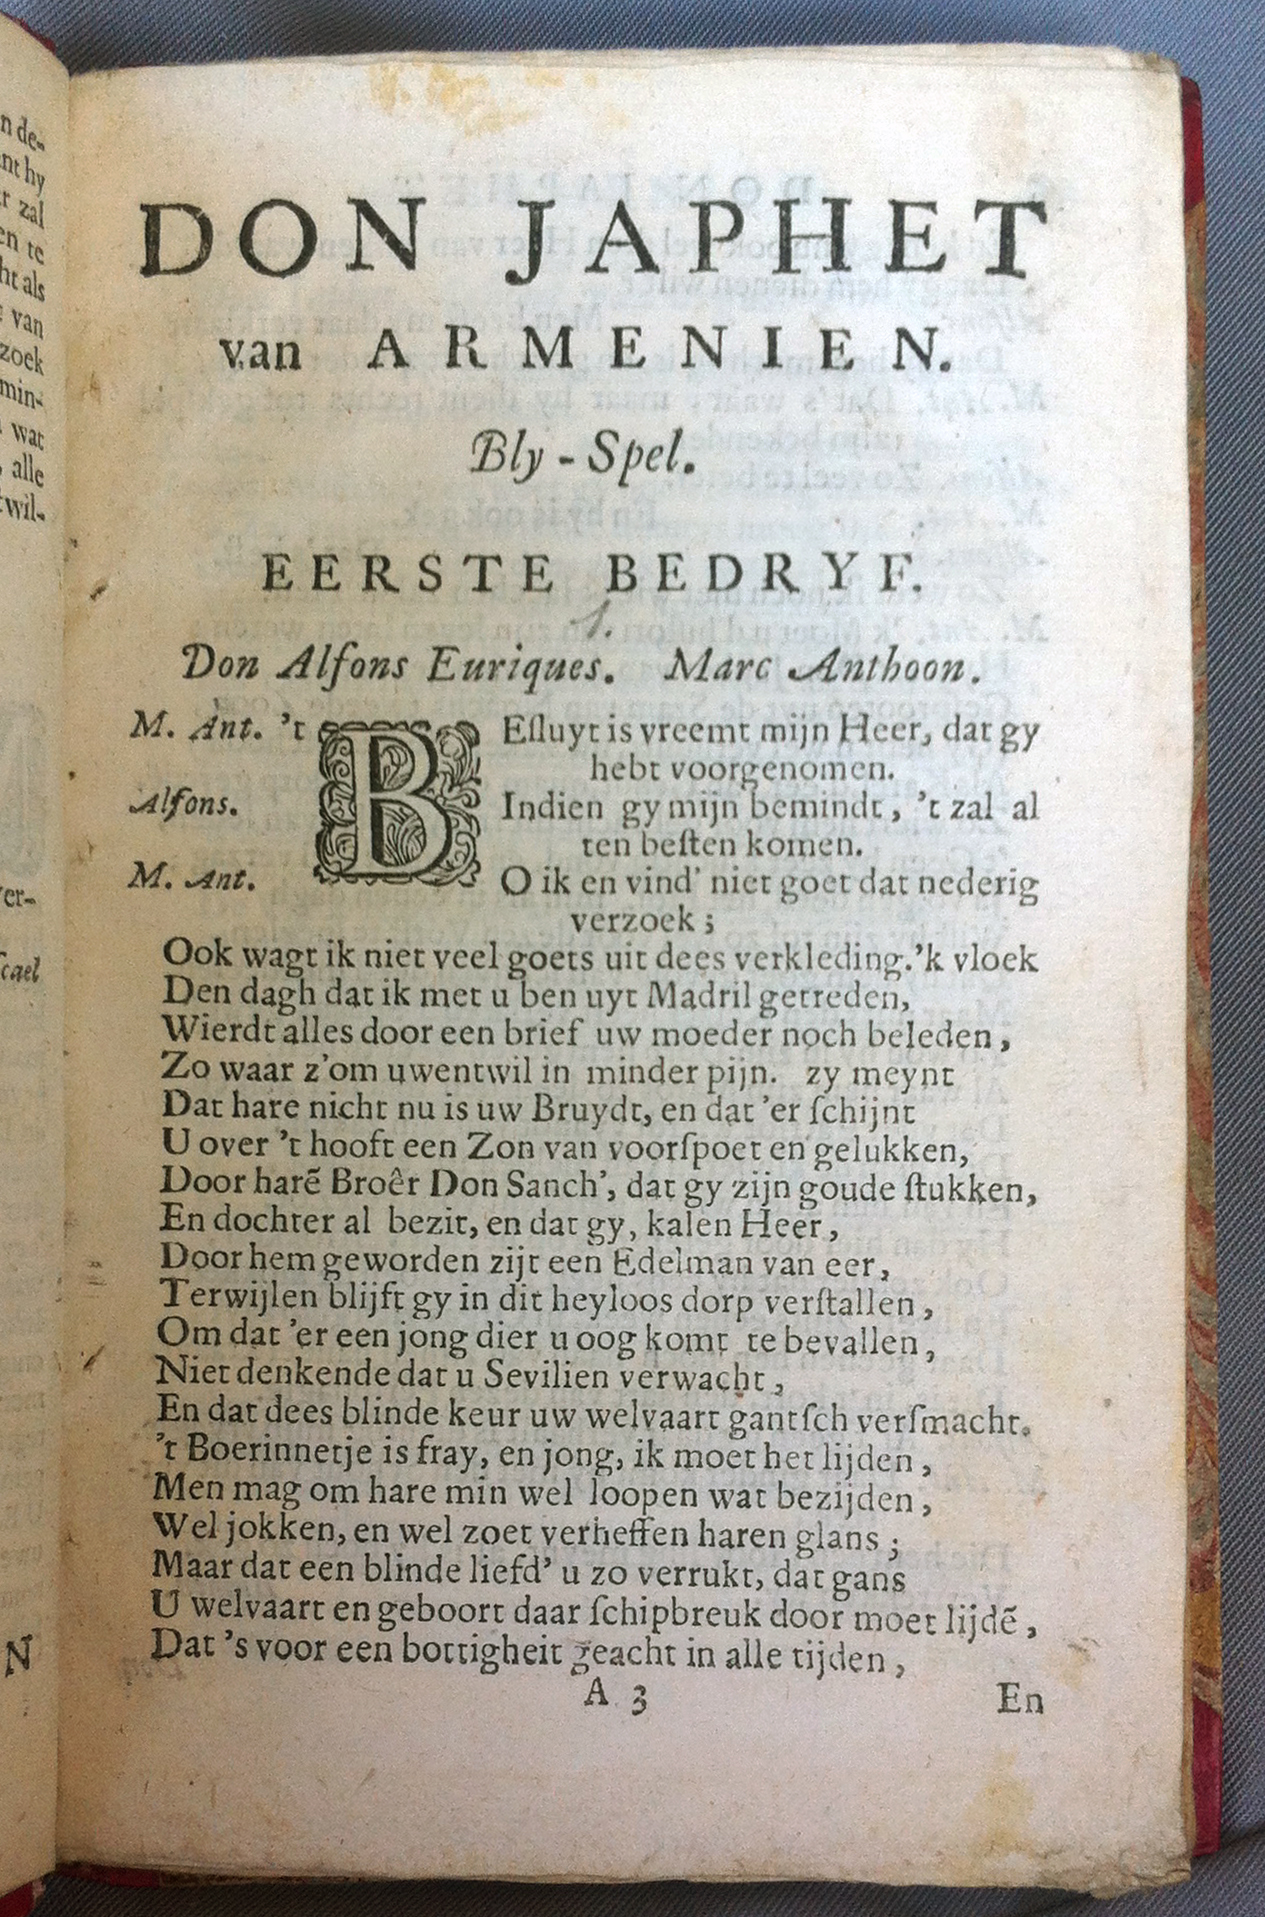 DON JAPHET
van ARMENIEN.
Bly-Spel.
EERSTE BEDRYF.
1.
Don Alfons Euriques. Marc Anthoon.
M. Ant. 't BEſluyt is vreemt mijn Heer, dat gy
hebt voorgenomen.
Alfons. Indien gy mijn bemindt, 't zal al
ten beſten komen.
M. Ant. O ik en vind' niet goet dat nederig
verzoek;
Ook wagt ik niet veel goets uit dees verkleding.'k vloek
Den dagh dat ik met u ben uyt Madril getreden,
Wierdt alles door een brief uw moeder noch beleden,
Zo waar z'om uwentwil in minder pijn. zy meynt
Dat hare nicht nu is uw Bruydt, en dat 'er ſchijnt
U over 't hooft een Zon van voorſpoet en gelukken,
Door harē Broêr Don Sanch', dat gy zijn goude ſtukken,
En dochter al bezit, en dat gy, kalen Heer,
Door hem geworden zijt een Edelman van eer,
Terwijlen blijft gy in dit heyloos dorp verſtallen,
Om dat 'er een jong dier u oog komt te bevallen,
Niet denkende dat u Sevilien verwacht,
En dat dees blinde keur uw welvaart gantſch verſmacht.
't Boerinnetje is fray, en jong, ik moet het lijden,
Men mag om hare min wel loopen wat bezijden,
Wel jokken, en wel zoet verheffen haren glans;
Maar dat een blinde liefd' u zo verrukt, dat gans
U welvaart en geboort daar ſchipbreuk door moet lijdē,
Dat 's voor een bottigheit geacht in alle tijden,
A 3 En